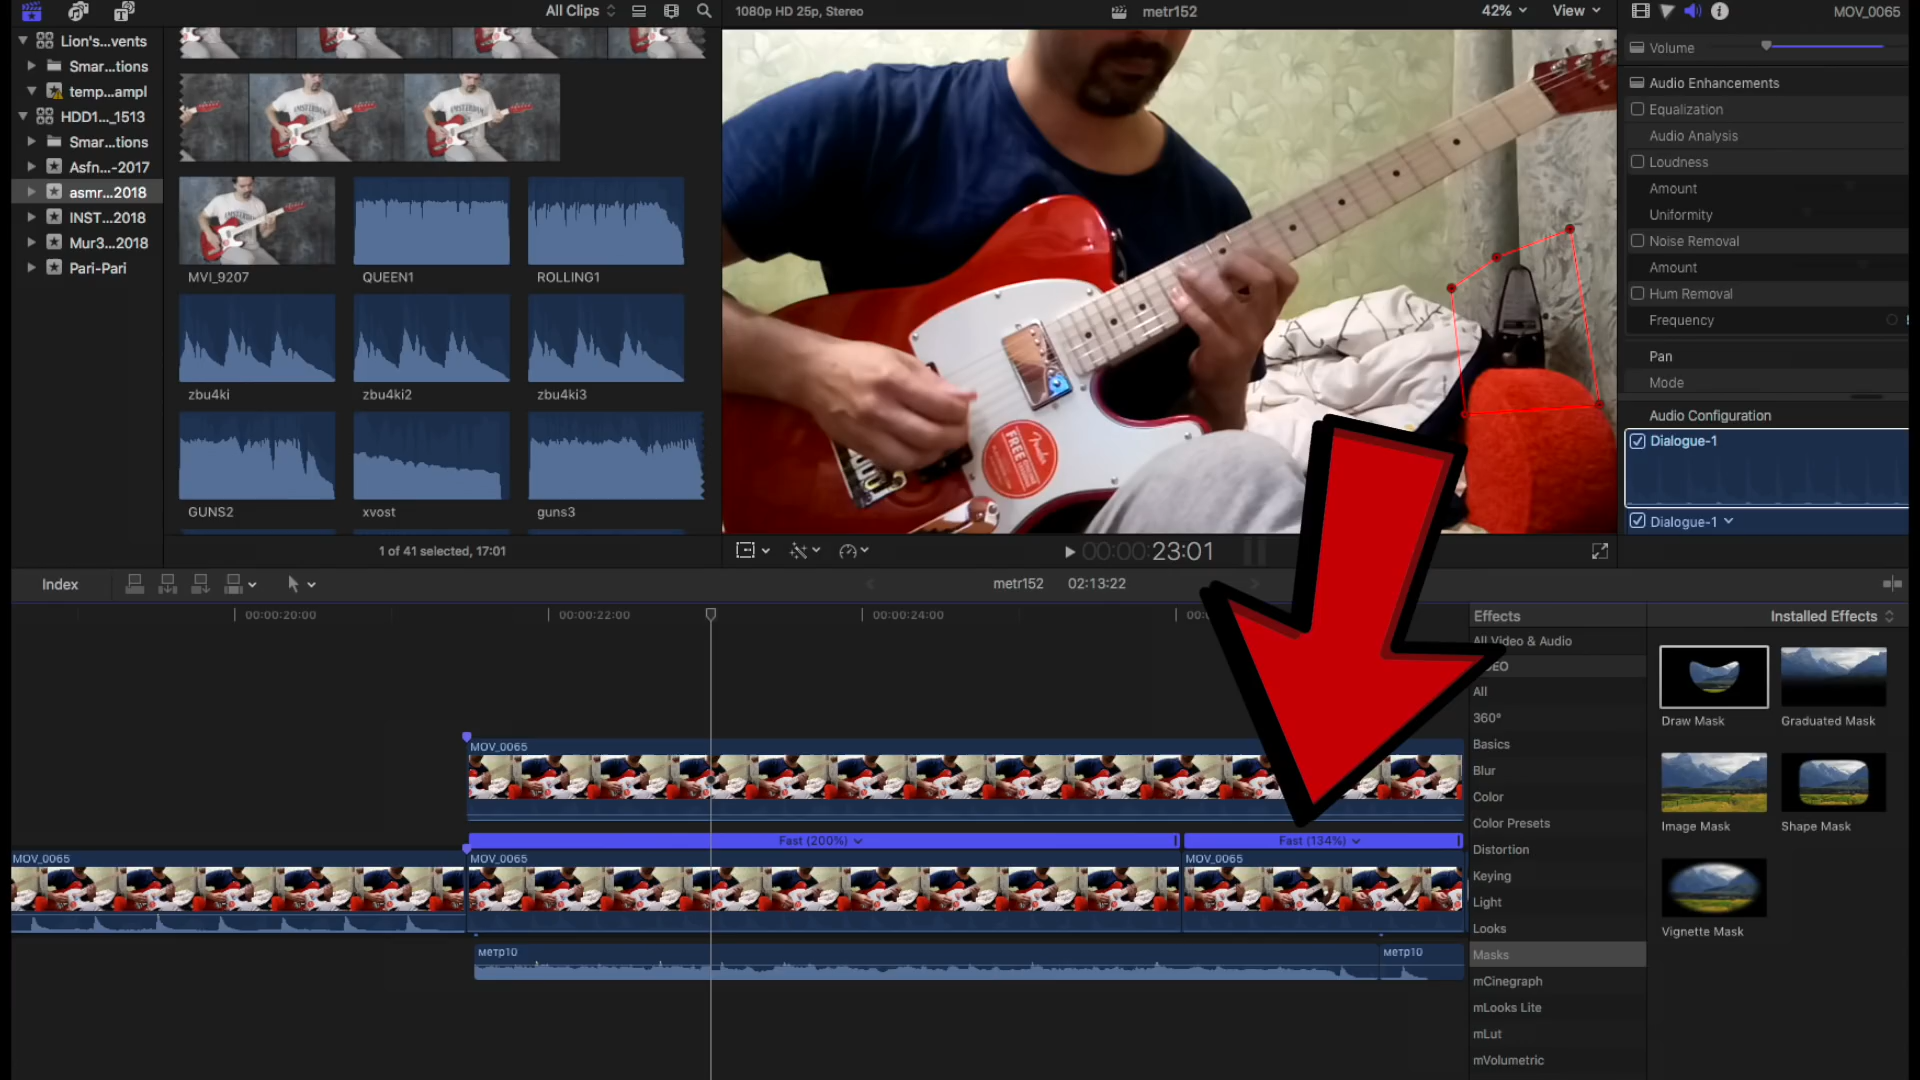 All Clips
1080p HD 25p, Stereo
metr152
42%
View
MOV_0065
Lion's...vents
Smar...tions
temp...ampl
HDD1..._1513
Smar...tions
Asfn...-2017
asmr...2018
INST...2018
Mur3...2018
Pari-Pari
AMSTERDAM
MVI_9207
QUEEN1
ROLLING1
zbu4ki
zbu4ki2
zbu4ki3
GUNS2
xvost
guns3
1 of 41 selected, 17:01
FREE
Fender
00:00:23:01
Volume
Audio Enhancements
Equalization
Audio Analysis
Loudness
Amount
Uniformity
Noise Removal
Amount
Hum Removal
Frequency
Pan
Mode
Audio Configuration
Dialogue-1
Dialogue-1
Index
metr152
02:13:22
00:00:20:00
00:00:22:00
00:00:24:00
MOV_0065
Fast (200%)
Fast (134%)
MOV_0065
MOV_0065
MOV_0065
метр10
метр10
Effects
Installed Effects
All Video & Audio
All
360°
Basics
Blur
Color
Color Presets
Distortion
Keying
Light
Looks
Masks
mCinegraph
mLooks Lite
mLut
mVolumetric
Draw Mask
Graduated Mask
Image Mask
Shape Mask
Vignette Mask